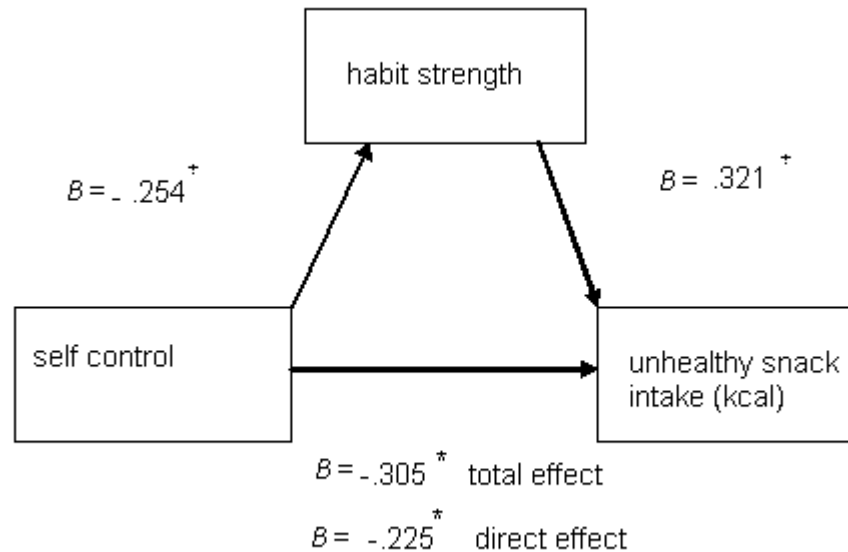 habit strength
B = - .254 +
B = .321 +
self control
unhealthy snack
intake (kcal)
B = -.305 * total effect
B = -.225 * direct effect